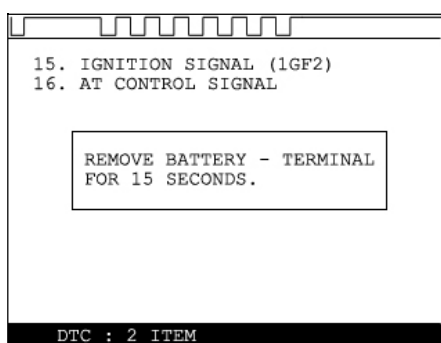 15. IGNITION SIGNAL (1GF2)
16. AT CONTROL SIGNAL
REMOVE BATTERY - TERMINAL
FOR 15 SECONDS.
DTC : 2 ITEM